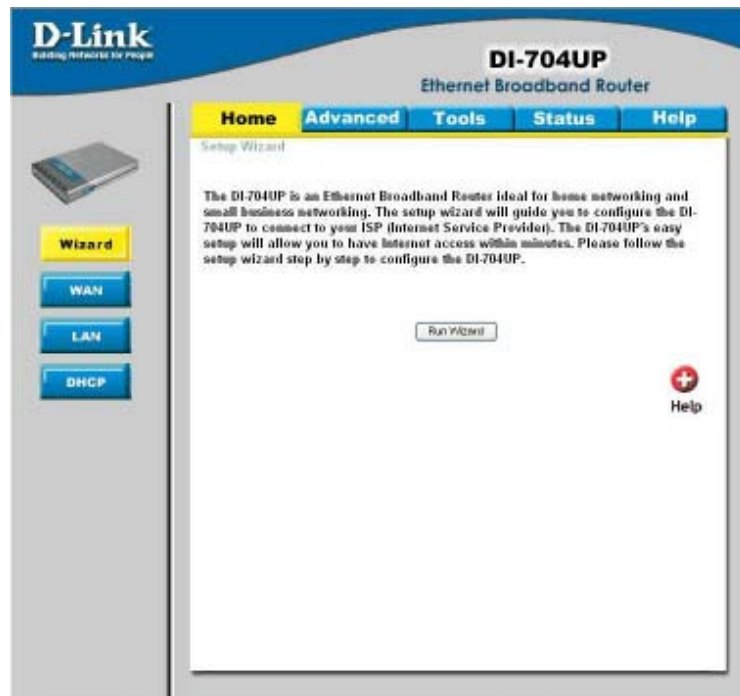 D-Link
Building Networks for People
DI-704UP
Ethernet Broadband Router
Home
Advanced
Tools
Status
Help
Setup Wizard
The DI-704UP is an Ethernet Broadband Router ideal for home networking and
small business networking. The setup wizard will guide you to configure the DI-
704UP to connect to your ISP (Internet Service Provider). The DI-704UP's easy
setup will allow you to have Internet access within minutes. Please follow the
setup wizard step by step to configure the DI-704UP.
Wizard
WAN
LAN
DHCP
Run Wizard
Help